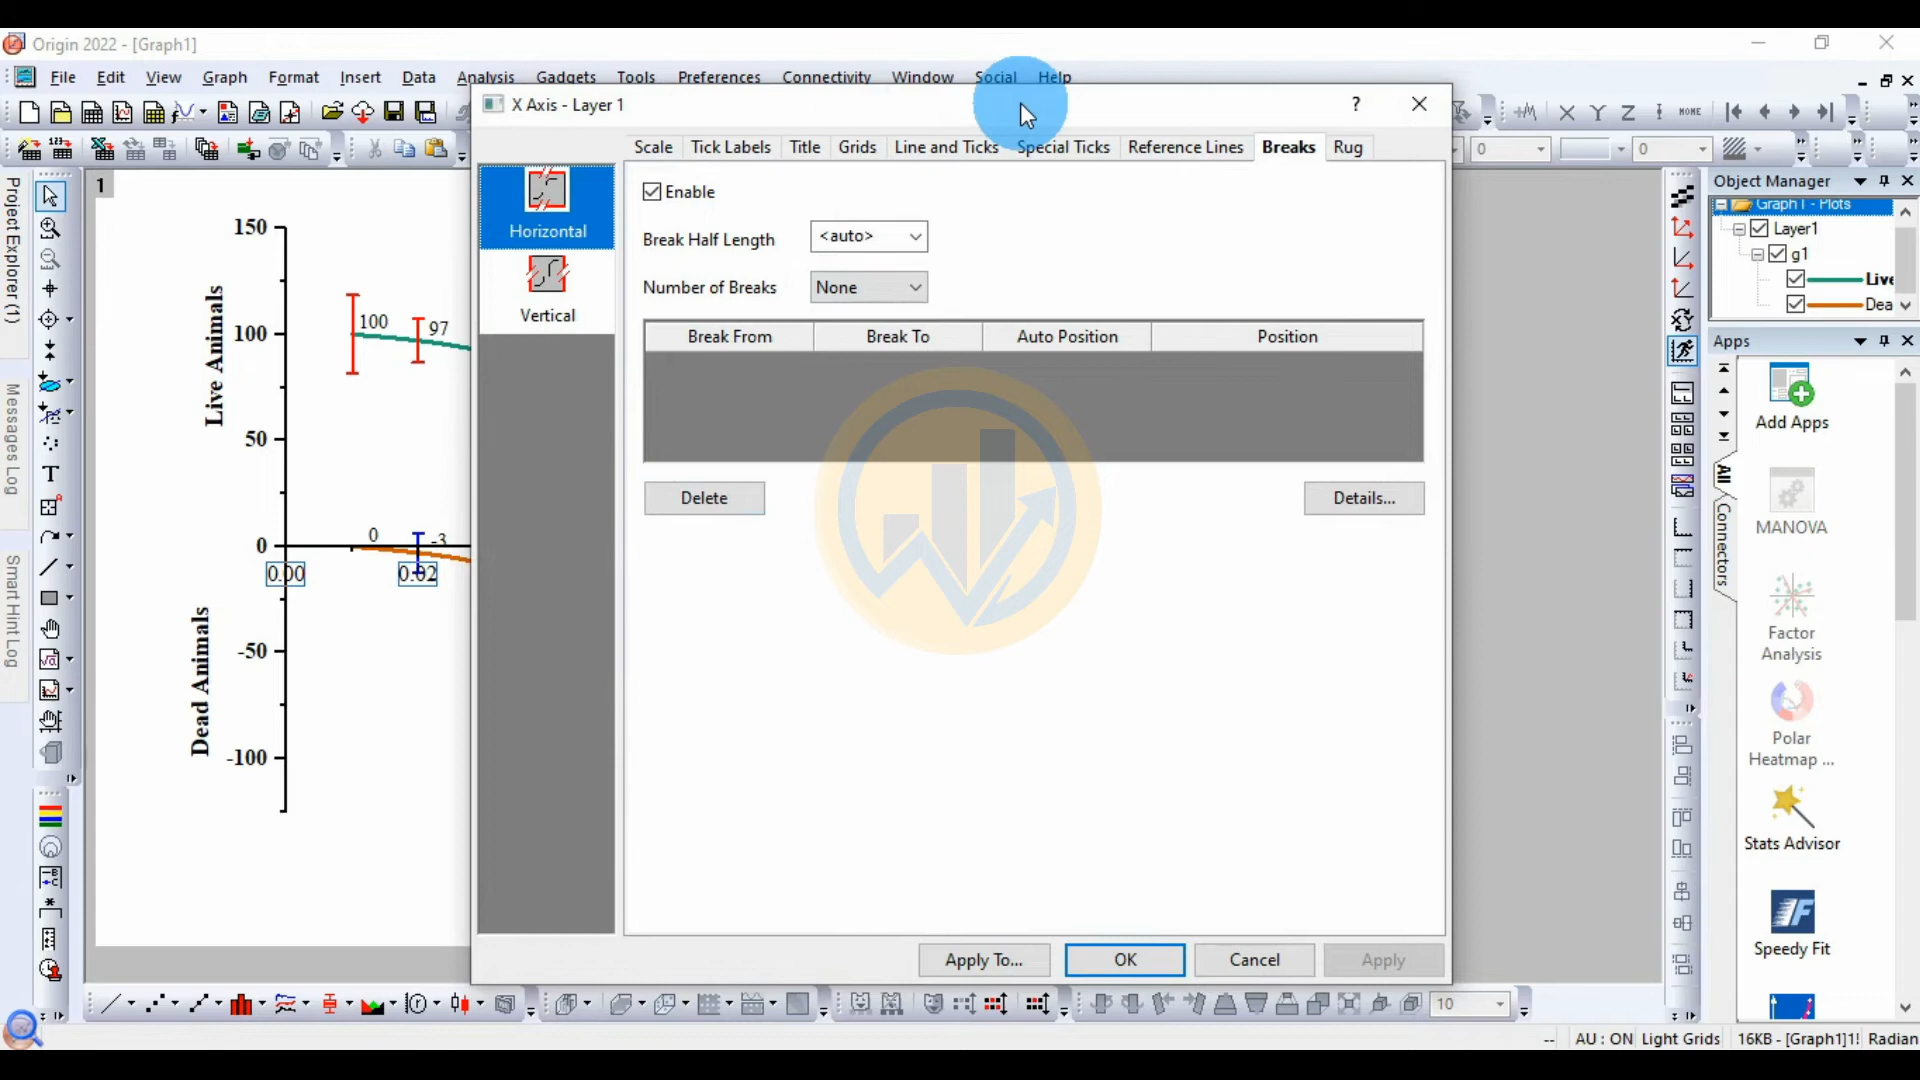 Origin 2022 - [Graph1]
File Edit View Graph Format Insert Data Analysis Gadgets Tools Preferences Connectivity Window Social Help
X Axis - Layer 1
Scale Tick Labels Title Grids Line and Ticks Special Ticks Reference Lines Breaks Rug
Horizontal
Vertical
Enable
Break Half Length <auto>
Number of Breaks None
Break From Break To Auto Position Position
Delete Details...
Apply To... OK Cancel Apply
Project Explorer (1)
Messages Log
Smart Hint Log
1
150
100
50
0
-50
-100
Live Animals
Dead Animals
100
97
0
-3
0.00
0.02
X Y Z HOME
0
0
Object Manager
Graph1 - Plots
Layer1
g1
Live
Dea
Apps
All
Connectors
Add Apps
MANOVA
Factor
Analysis
Polar
Heatmap ...
Stats Advisor
Speedy Fit
10
-- AU : ON Light Grids 16KB - [Graph1]1! Radian